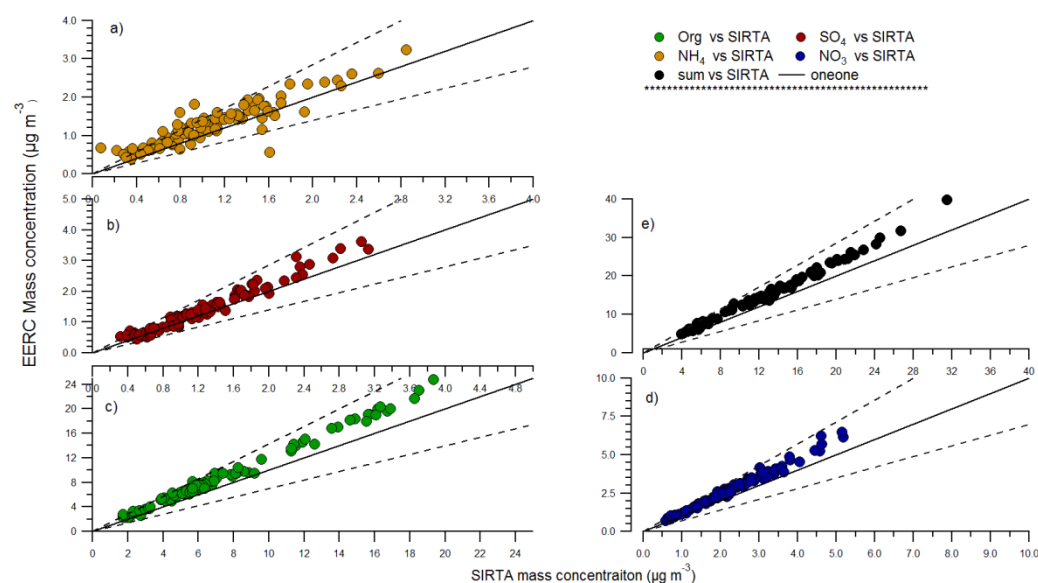 EERC Mass concentration (µg m⁻³)
a)
4.0
3.0
2.0
1.0
0.0
0.0 0.4 0.8 1.2 1.6 2.0 2.4 2.8 3.2 3.6 4.0
b)
5.0
4.0
3.0
2.0
1.0
0.0
0.0 0.4 0.8 1.2 1.6 2.0 2.4 2.8 3.2 3.6 4.0 4.4 4.8
c)
24
20
16
12
8
4
0
0 2 4 6 8 10 12 14 16 18 20 22 24
Org vs SIRTA SO₄ vs SIRTA
NH₄ vs SIRTA NO₃ vs SIRTA
sum vs SIRTA oneone
e)
40
30
20
10
0
0 4 8 12 16 20 24 28 32 36 40
d)
10.0
7.5
5.0
2.5
0.0
0.0 1.0 2.0 3.0 4.0 5.0 6.0 7.0 8.0 9.0 10.0
SIRTA mass concentraiton (µg m⁻³)